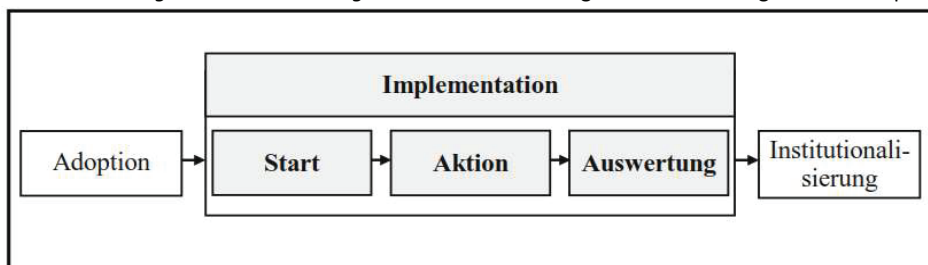 Implementation
Adoption
Start
Aktion
Auswertung
Institutionali-
sierung